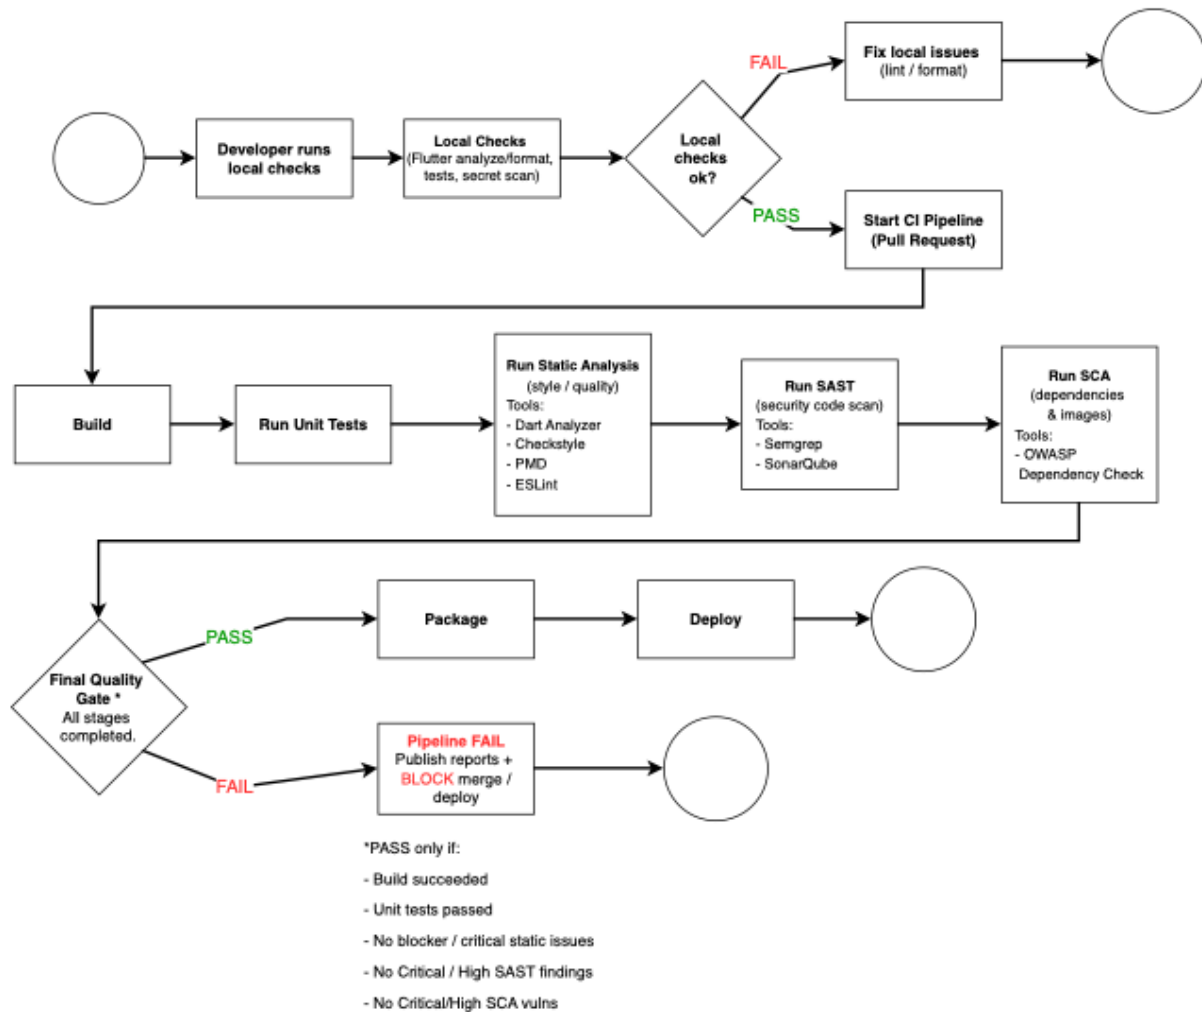 Fix local issues
(lint / format)
FAIL
Developer runs
local checks
Local Checks
(Flutter analyze/format,
tests, secret scan)
Local
checks
ok?
PASS
Start CI Pipeline
(Pull Request)
Build
Run Unit Tests
Run Static Analysis
(style / quality)
Tools:
- Dart Analyzer
- Checkstyle
- PMD
- ESLint
Run SAST
(security code scan)
Tools:
- Semgrep
- SonarQube
Run SCA
(dependencies
& images)
Tools:
- OWASP
Dependency Check
Final Quality
Gate *
All stages
completed.
PASS
Package
Deploy
FAIL
Pipeline FAIL
Publish reports +
BLOCK merge /
deploy
*PASS only if:
- Build succeeded
- Unit tests passed
- No blocker / critical static issues
- No Critical / High SAST findings
- No Critical/High SCA vulns